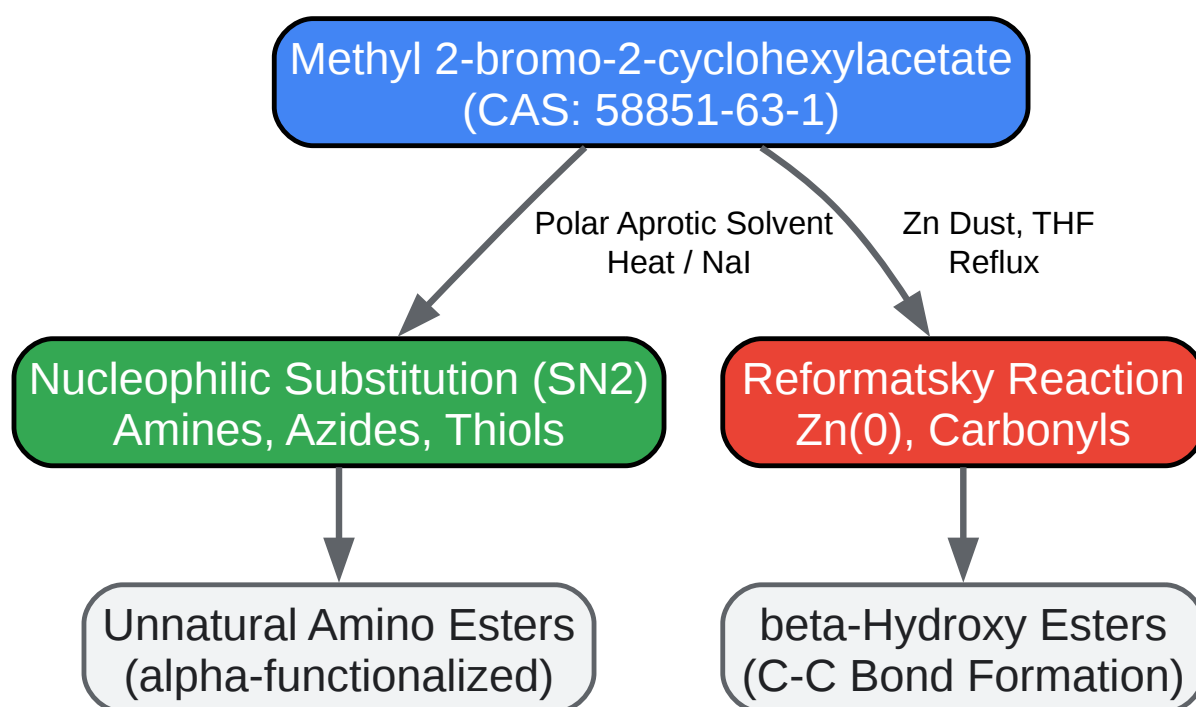 Methyl 2-bromo-2-cyclohexylacetate
(CAS: 58851-63-1)
Polar Aprotic Solvent
Heat / NaI
Zn Dust, THF
Reflux
Nucleophilic Substitution (SN2)
Amines, Azides, Thiols
Reformatsky Reaction
Zn(0), Carbonyls
Unnatural Amino Esters
(alpha-functionalized)
beta-Hydroxy Esters
(C-C Bond Formation)